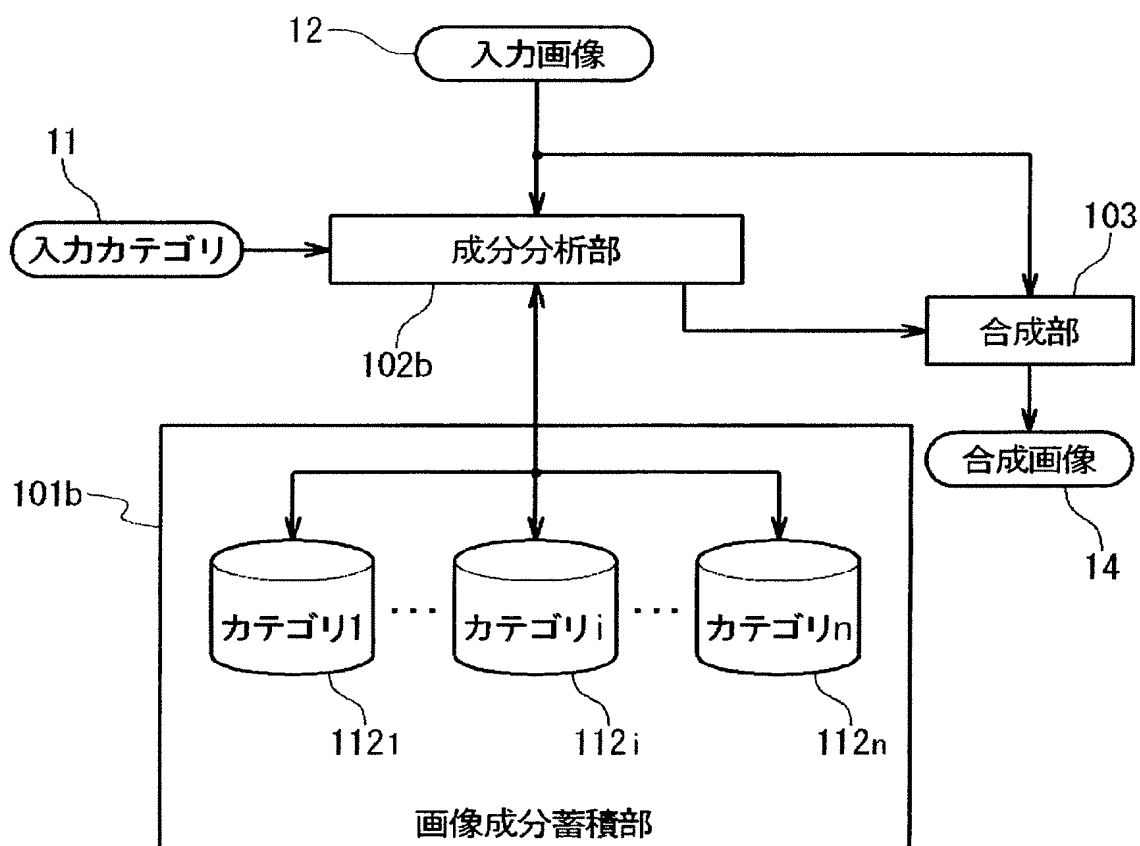 12
入力画像
11
入力カテゴリ
成分分析部
102b
103
合成部
合成画像
14
101b
カテゴリ1
...
カテゴリi
...
カテゴリn
1121
112i
112n
画像成分蓄積部